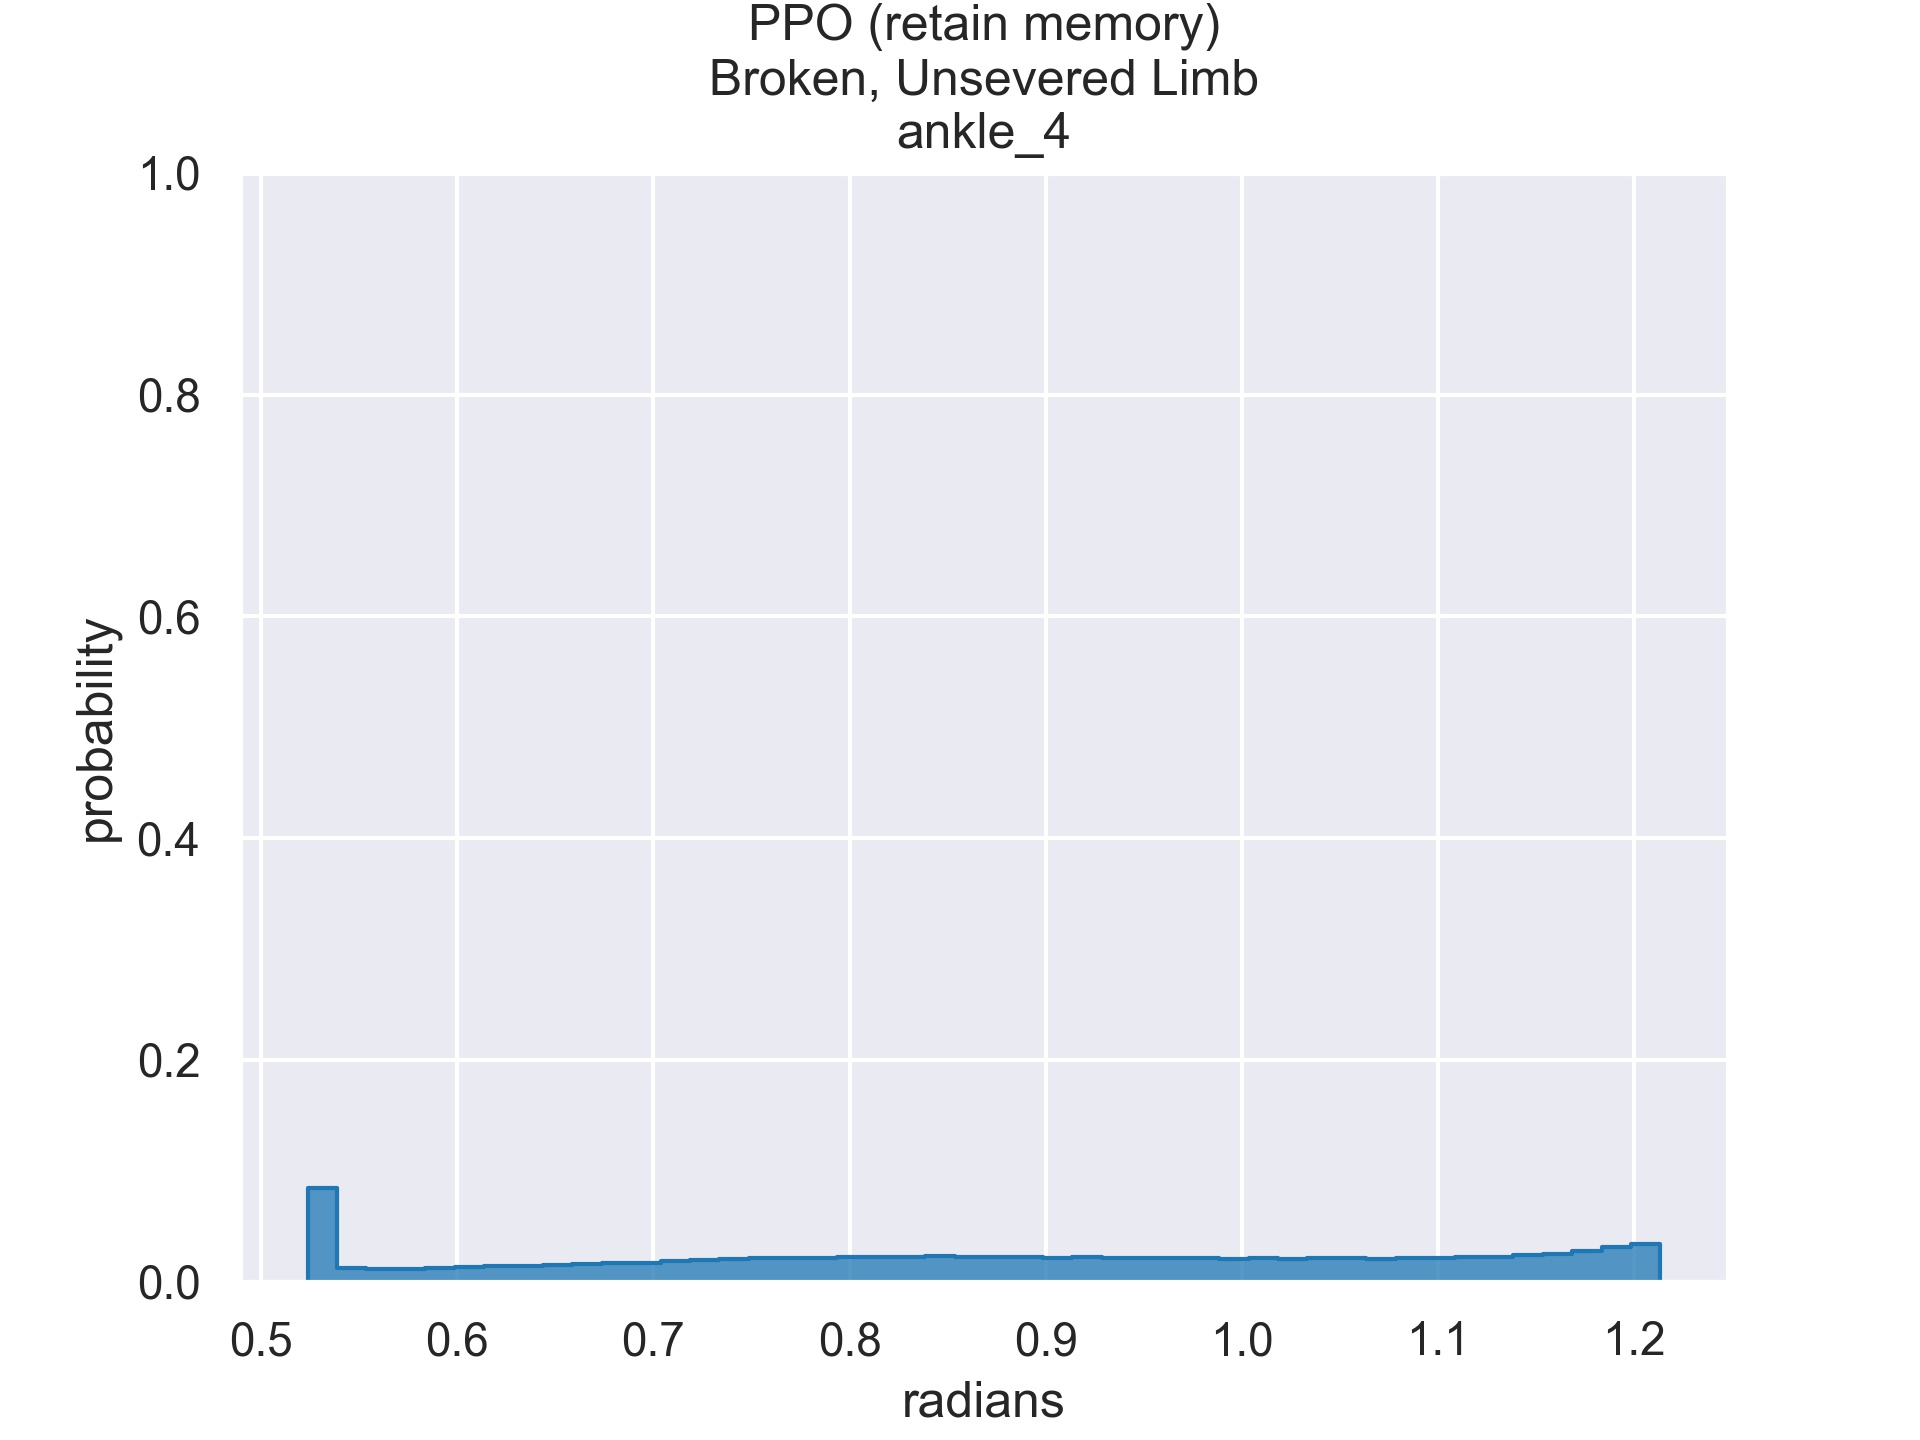 PPO (retain memory)
Broken, Unsevered Limb
ankle_4
1.0
0.8
0.6
0.4
0.2
0.0
probability
0.5 0.6 0.7 0.8 0.9 1.0 1.1 1.2
radians